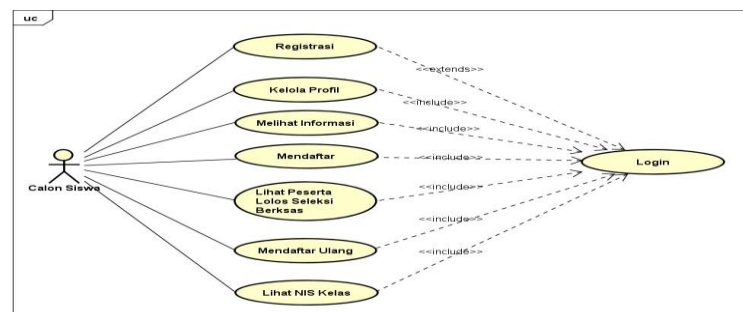 uc
Registrasi
<<extends>>
Kelola Profil
<<include>>
Melihat Informasi
<<include>>
Mendaftar
<<include>>
Login
Calon Siswa
Lihat Peserta
Lolos Seleksi
Berksas
<<include>>
Mendaftar Ulang
<<include>>
Lihat NIS Kelas
<<include>>